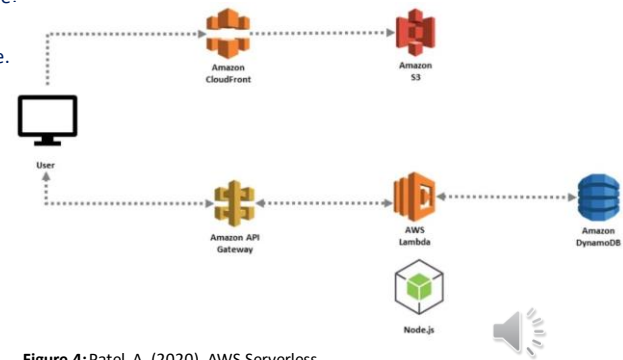 e.
Amazon
CloudFront
Amazon
S3
User
Amazon API
Gateway
AWS
Lambda
Amazon
DynamoDB
Node.js
Figure 4: Patel, A. (2020). AWS Serverless